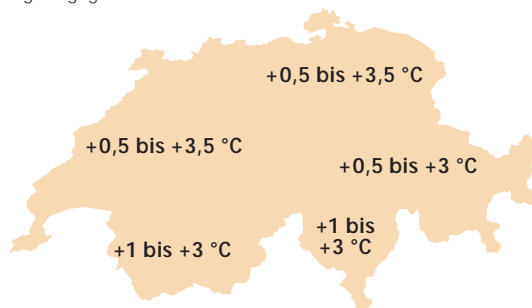 +0,5 bis +3,5 °C
+0,5 bis +3,5 °C
+0,5 bis +3 °C
+1 bis
+3 °C
+1 bis +3 °C